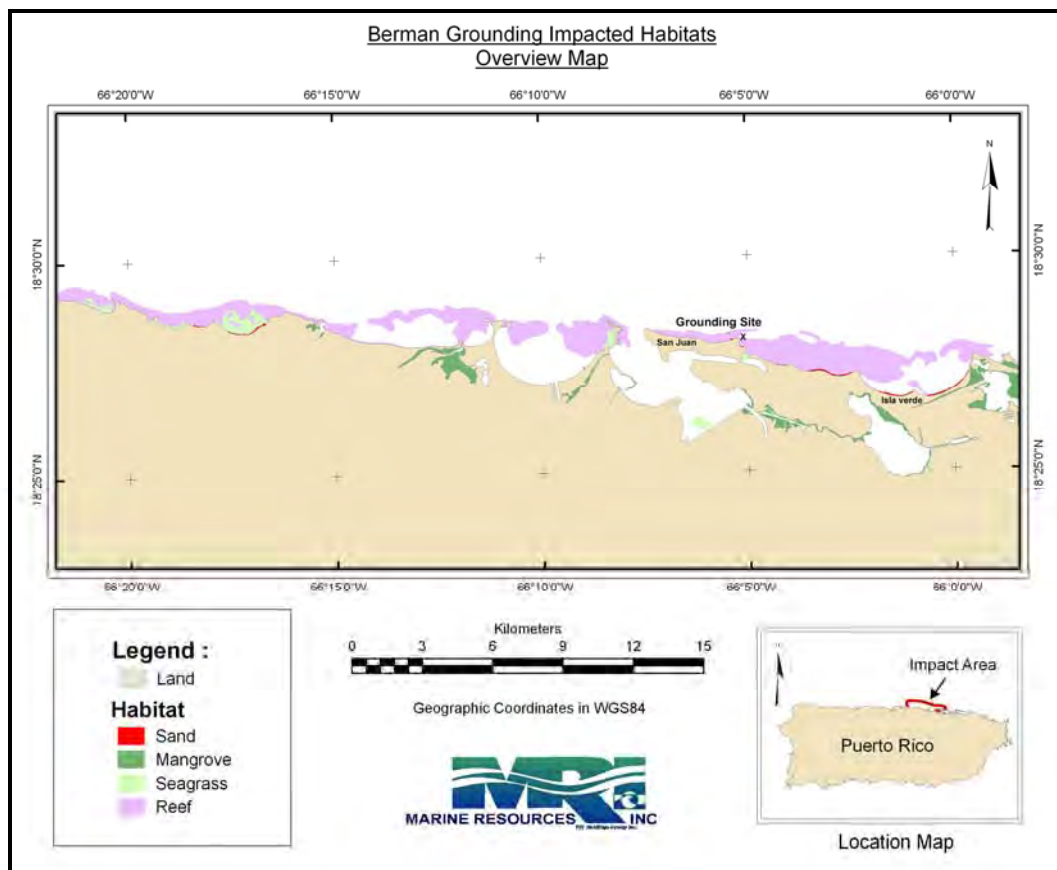 Berman Grounding Impacted Habitats
Overview Map
66°20'0"W 66°15'0"W 66°10'0"W 66°5'0"W 66°0'0"W
N
18°30'0"N 18°30'0"N
Grounding Site
X
San Juan
Isla verde
18°25'0"N 18°25'0"N
66°20'0"W 66°15'0"W 66°10'0"W 66°5'0"W 66°0'0"W
Legend :
Land
Habitat
Sand
Mangrove
Seagrass
Reef
Kilometers
0 3 6 9 12 15
Geographic Coordinates in WGS84
MRI
MARINE RESOURCES INC
Impact Area
Puerto Rico
Location Map